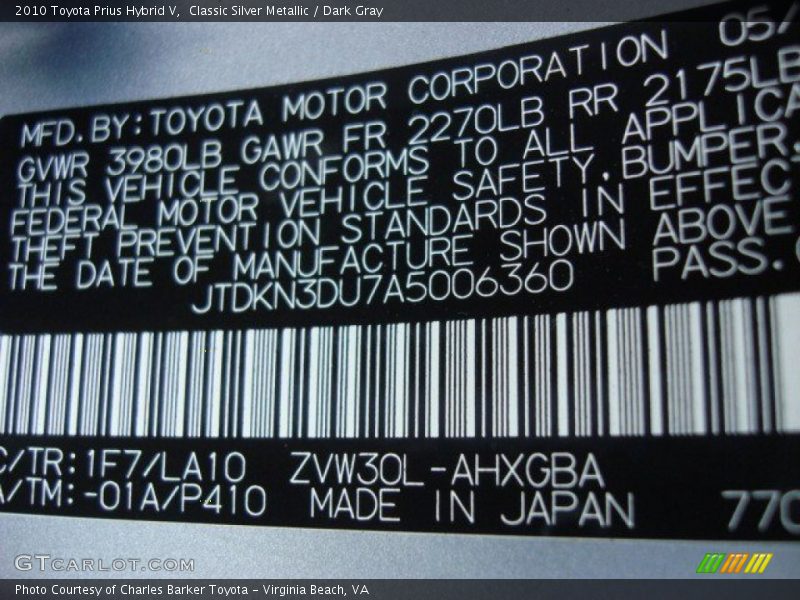 2010 Toyota Prius Hybrid V,  Classic Silver Metallic / Dark Gray
MFD.BY:TOYOTA MOTOR CORPORATION 05/
GVWR 3980LB GAWR FR 2270LB RR 2175LB
THIS VEHICLE CONFORMS TO ALL APPLICA
FEDERAL MOTOR VEHICLE SAFETY,BUMPER,
THEFT PREVENTION STANDARDS IN EFFEC
THE DATE OF MANUFACTURE SHOWN ABOVE
JTDKN3DU7A5006360 PASS.
C/TR:1F7/LA10 ZVW30L-AHXGBA
A/TM:-01A/P410 MADE IN JAPAN 770
GTCARLOT.COM
Photo Courtesy of Charles Barker Toyota - Virginia Beach, VA